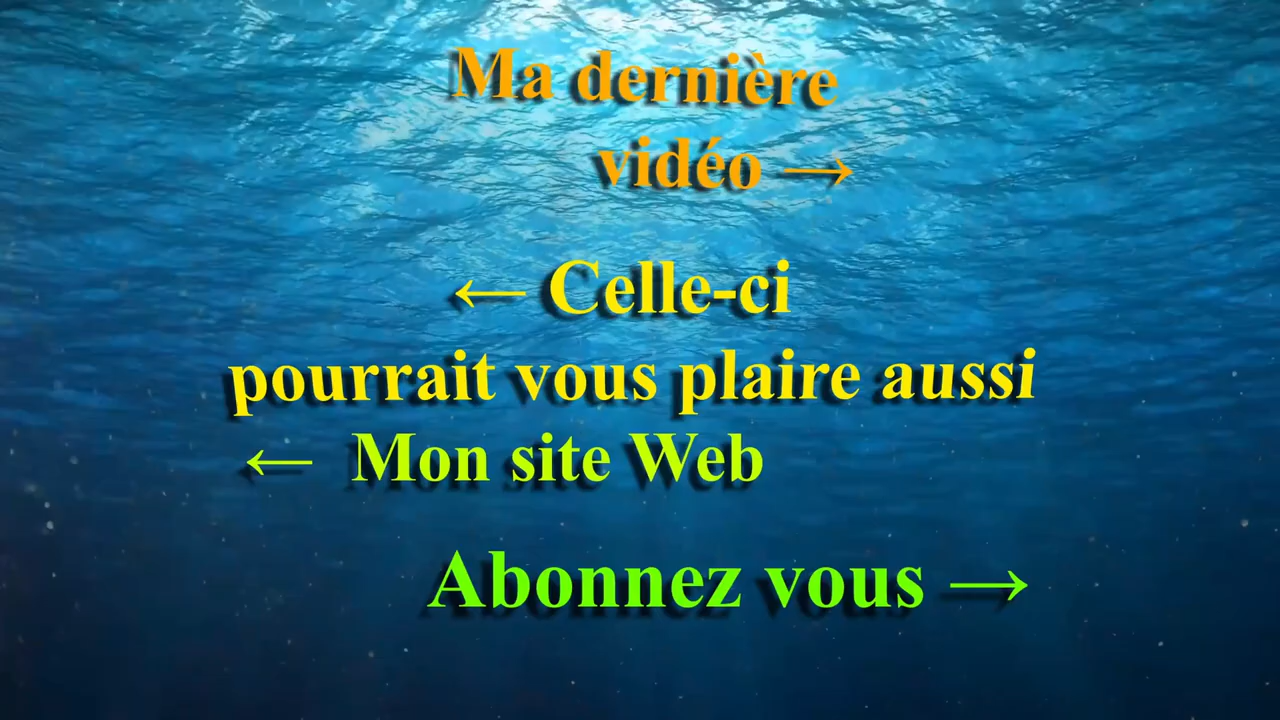 Ma dernière
vidéo →
← Celle-ci
pourrait vous plaire aussi
← Mon site Web
Abonnez vous →